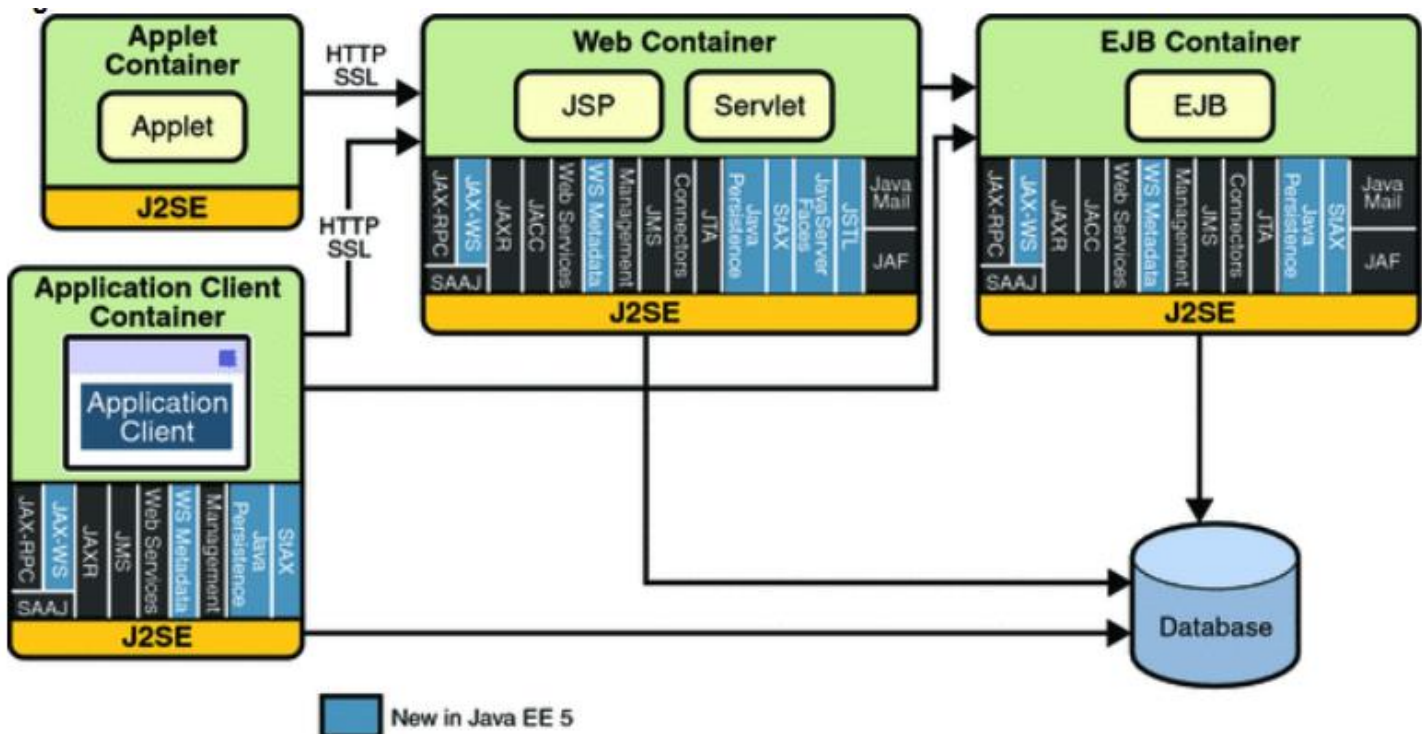 Applet
Container
Applet
J2SE
HTTP
SSL
HTTP
SSL
Web Container
JSP
Servlet
JAX-RPC
JAX-WS
SAAJ
JAXR
JACC
Web Services
WS Metadata
Management
JMS
Connectors
JTA
Java
Persistence
StAX
JavaServer
Faces
JSTL
Java
Mail
JAF
J2SE
EJB Container
EJB
JAX-RPC
JAX-WS
SAAJ
JAXR
JACC
Web Services
WS Metadata
Management
JMS
Connectors
JTA
Java
Persistence
StAX
Java
Mail
JAF
J2SE
Application Client
Container
Application
Client
JAX-RPC
JAX-WS
SAAJ
JAXR
JMS
Web Services
WS Metadata
Management
Java
Persistence
StAX
J2SE
Database
New in Java EE 5